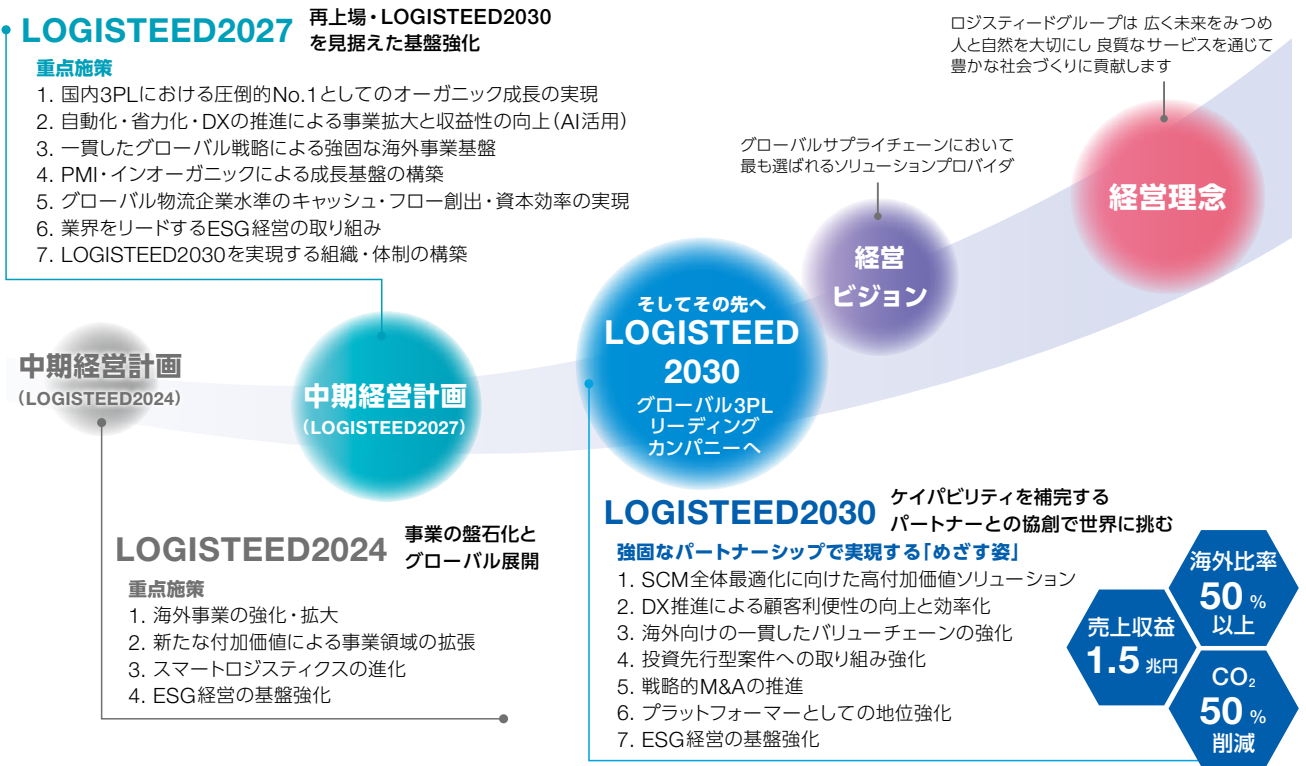 LOGISTEED2027
再上場・LOGISTEED2030
を見据えた基盤強化
重点施策
1. 国内3PLにおける圧倒的No.1としてのオーガニック成長の実現
2. 自動化・省力化・DXの推進による事業拡大と収益性の向上（AI活用）
3. 一貫したグローバル戦略による強固な海外事業基盤
4. PMI・インオーガニックによる成長基盤の構築
5. グローバル物流企業水準のキャッシュ・フロー創出・資本効率の実現
6. 業界をリードするESG経営の取り組み
7. LOGISTEED2030を実現する組織・体制の構築
ロジスティードグループは 広く未来をみつめ
人と自然を大切にし 良質なサービスを通じて
豊かな社会づくりに貢献します
グローバルサプライチェーンにおいて
最も選ばれるソリューションプロバイダ
経営理念
経営
ビジョン
そしてその先へ
LOGISTEED
2030
グローバル3PL
リーディング
カンパニーへ
中期経営計画
（LOGISTEED2024）
中期経営計画
（LOGISTEED2027）
LOGISTEED2024
事業の盤石化と
グローバル展開
重点施策
1. 海外事業の強化・拡大
2. 新たな付加価値による事業領域の拡張
3. スマートロジスティクスの進化
4. ESG経営の基盤強化
LOGISTEED2030
ケイパビリティを補完する
パートナーとの協創で世界に挑む
強固なパートナーシップで実現する「めざす姿」
1. SCM全体最適化に向けた高付加価値ソリューション
2. DX推進による顧客利便性の向上と効率化
3. 海外向けの一貫したバリューチェーンの強化
4. 投資先行型案件への取り組み強化
5. 戦略的M&Aの推進
6. プラットフォーマーとしての地位強化
7. ESG経営の基盤強化
海外比率
50 %
以上
売上収益
1.5 兆円
CO₂
50 %
削減